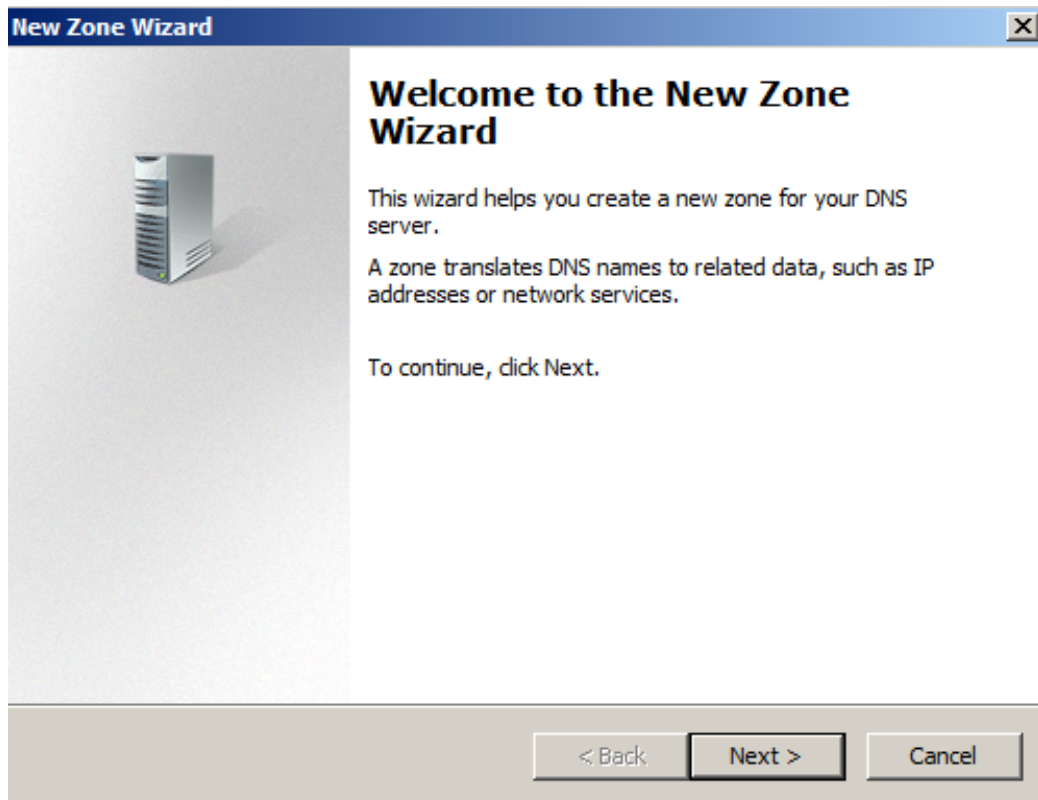 New Zone Wizard
Welcome to the New Zone
Wizard
This wizard helps you create a new zone for your DNS
server.
A zone translates DNS names to related data, such as IP
addresses or network services.
To continue, click Next.
< Back
Next >
Cancel